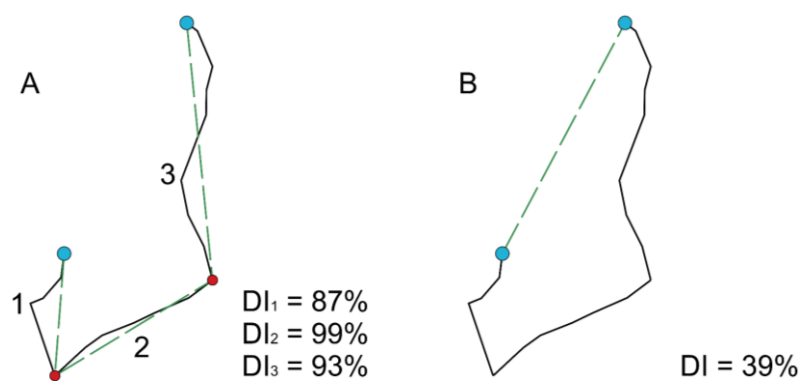 A
B
3
1
2
DI₁ = 87%
DI₂ = 99%
DI₃ = 93%
DI = 39%